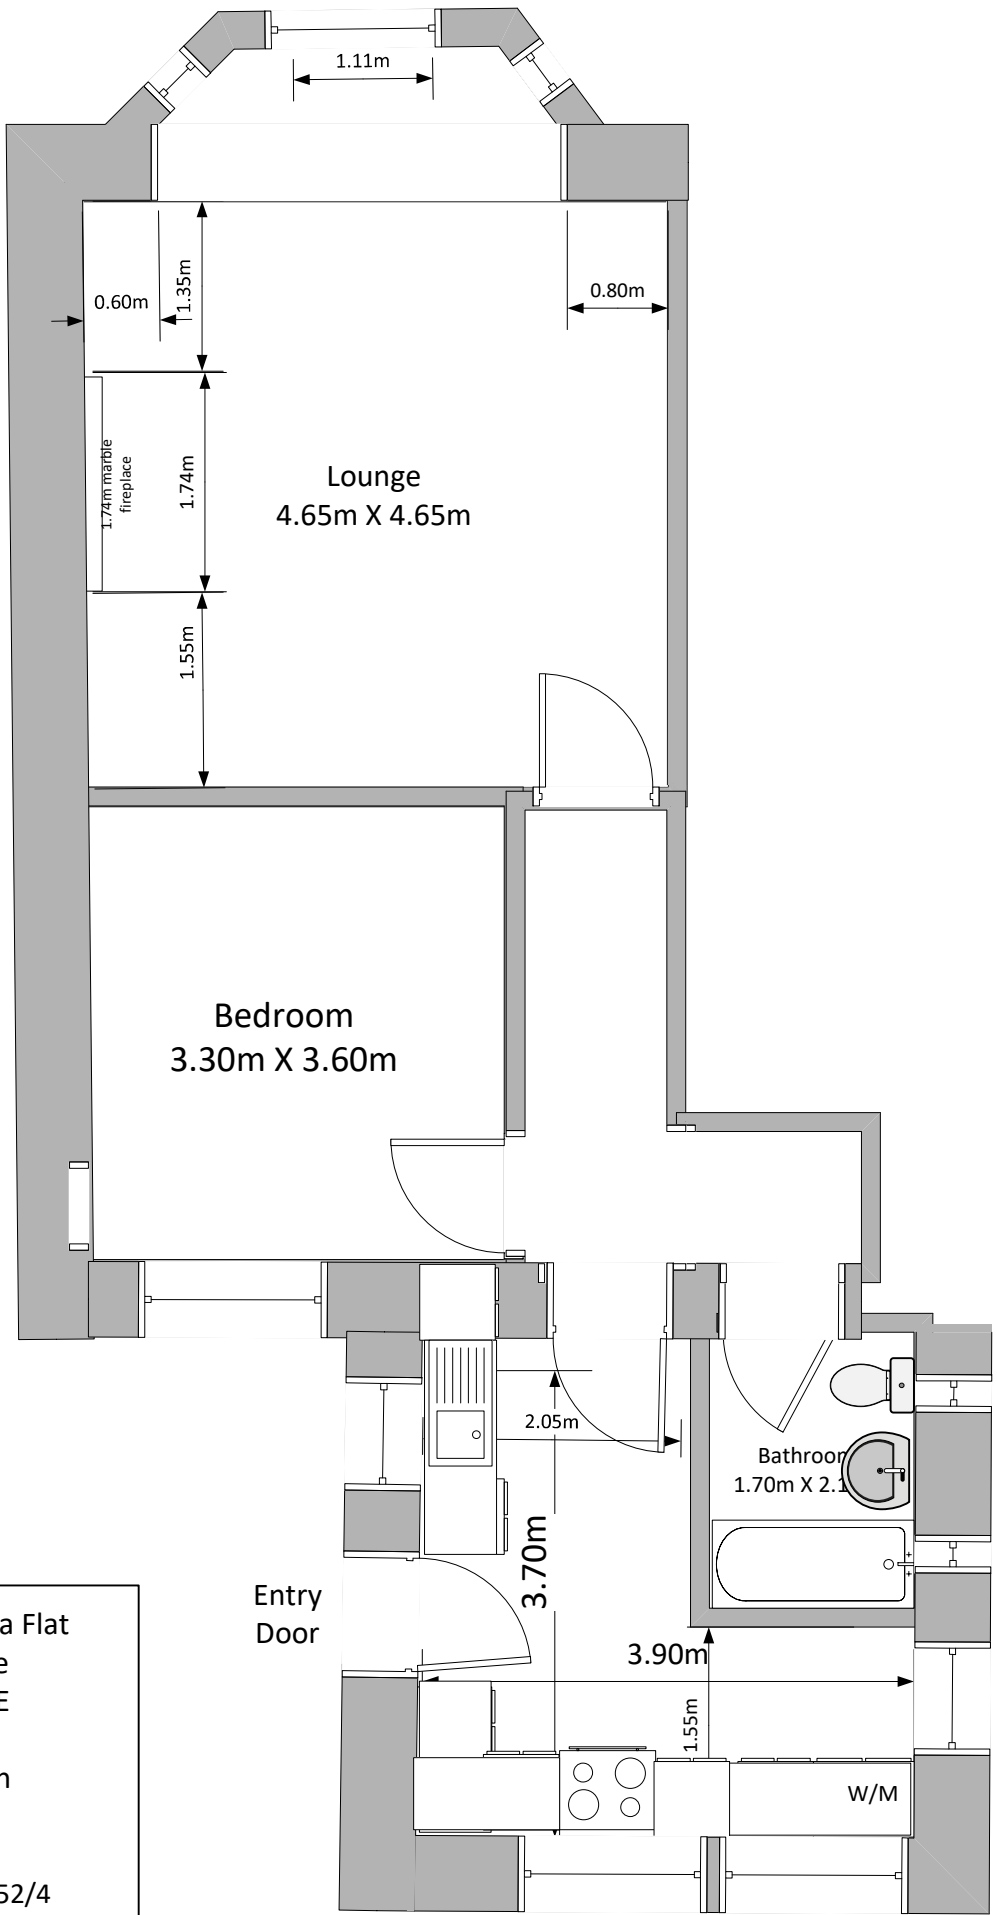 1.11m
0.60m
1.35m
0.80m
1.74m marble
fireplace
1.74m
Lounge
4.65m X 4.65m
1.55m
Bedroom
3.30m X 3.60m
2.05m
Bathroom
1.70m X 2.1
3.70m
Entry
Door
3.90m
1.55m
W/M
a Flat
52/4